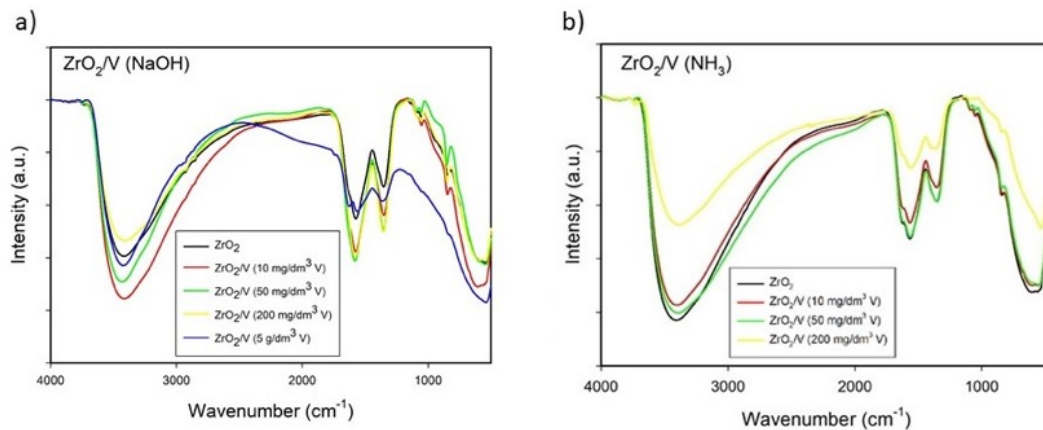 a)
ZrO₂/V (NaOH)
Intensity (a.u.)
ZrO₂
ZrO₂/V (10 mg/dm³ V)
ZrO₂/V (50 mg/dm³ V)
ZrO₂/V (200 mg/dm³ V)
ZrO₂/V (5 g/dm³ V)
4000 3000 2000 1000
Wavenumber (cm⁻¹)
b)
ZrO₂/V (NH₃)
Intensity (a.u.)
ZrO₂
ZrO₂/V (10 mg/dm³ V)
ZrO₂/V (50 mg/dm³ V)
ZrO₂/V (200 mg/dm³ V)
4000 3000 2000 1000
Wavenumber (cm⁻¹)